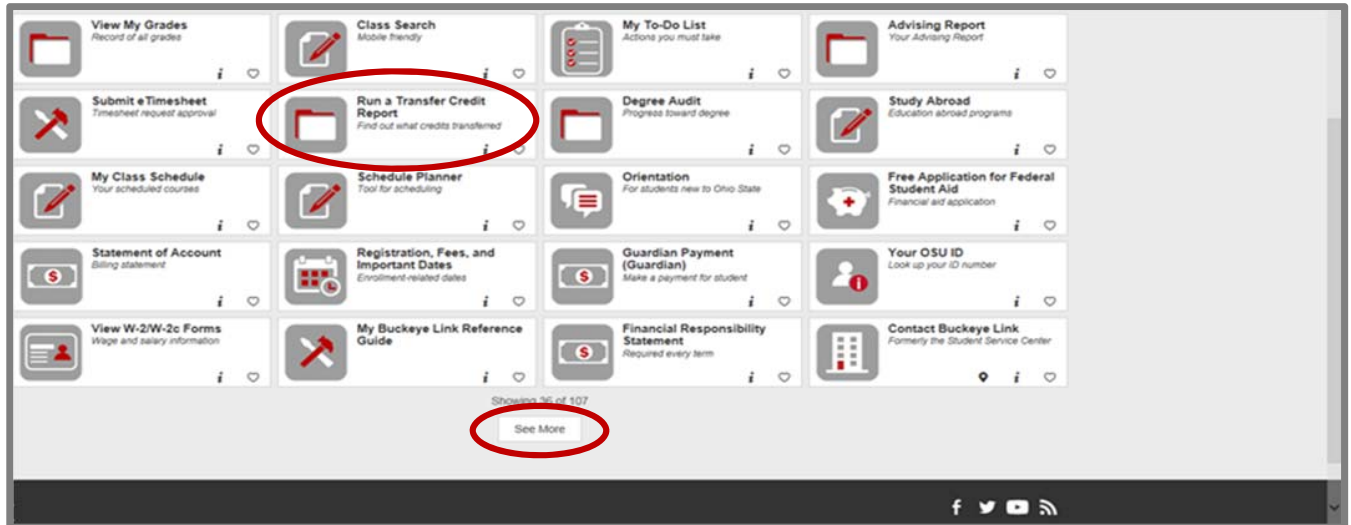 View My Grades
Record of all grades
Class Search
Mobile friendly
My To-Do List
Actions you must take
Advising Report
Your Advising Report
Submit eTimesheet
Timesheet request approval
Run a Transfer Credit
Report
Find out what credits transferred
Degree Audit
Progress toward degree
Study Abroad
Education abroad programs
My Class Schedule
Your scheduled courses
Schedule Planner
Tool for scheduling
Orientation
For students new to Ohio State
Free Application for Federal
Student Aid
Financial aid application
Statement of Account
Billing statement
Registration, Fees, and
Important Dates
Enrollment-related dates
Guardian Payment
(Guardian)
Make a payment for student
Your OSU ID
Look up your ID number
View W-2/W-2c Forms
Wage and salary information
My Buckeye Link Reference
Guide
Financial Responsibility
Statement
Required every term
Contact Buckeye Link
Formerly the Student Service Center
Showing 36 of 107
See More